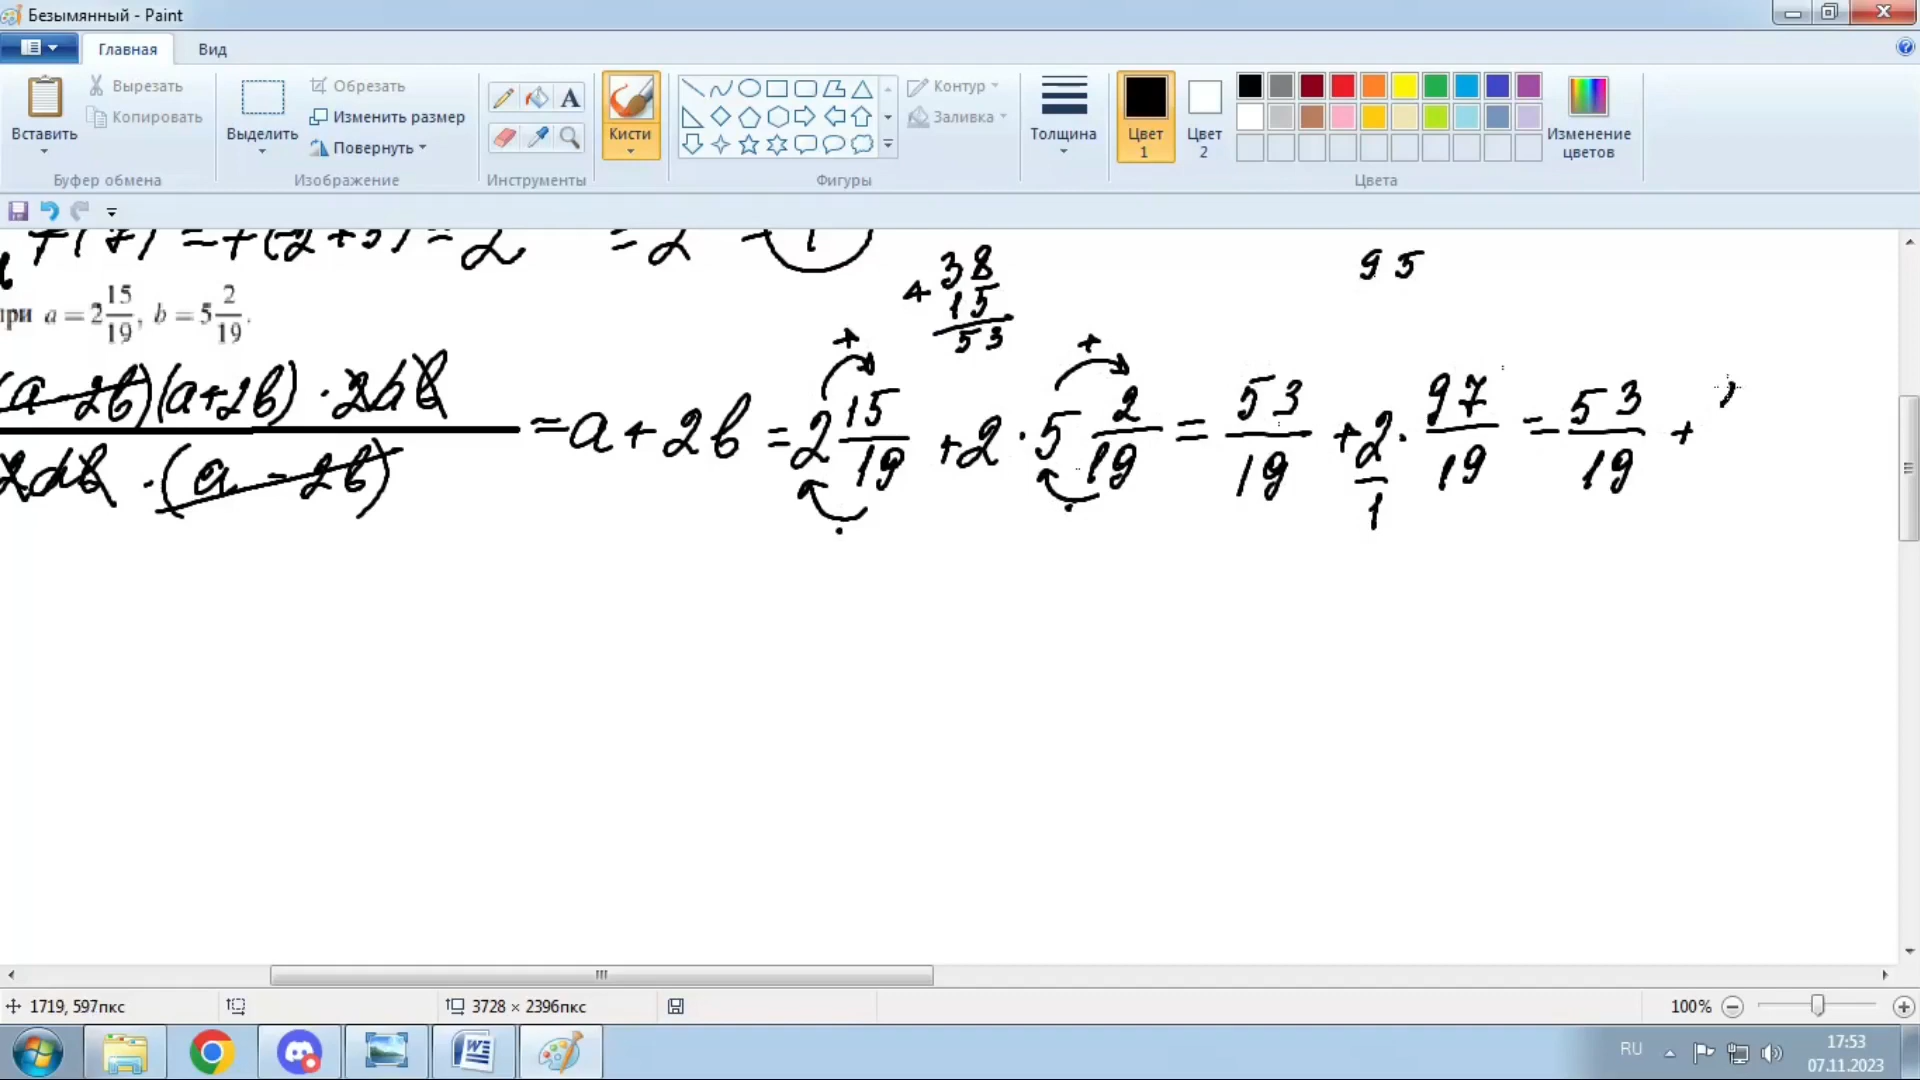 Безымянный - Paint
Главная Вид
Вставить
Вырезать
Копировать
Буфер обмена
Выделить
Обрезать
Изменить размер
Повернуть
Изображение
A
Инструменты
Кисти
Фигуры
Контур
Заливка
Толщина
Цвет 1
Цвет 2
Изменение цветов
Цвета
= 2
38
+ 15
53
95
при a = 2 15/19, b = 5 2/19.
(a - 2b)(a+2b) · 2ab / 2ab · (a - 2b) = a + 2b = 2 15/19 + 2 · 5 2/19 = 53/19 + 2/1 · 97/19 = 53/19 +
+ +
1719, 597пкс
3728 × 2396пкс
100%
RU
17:53
07.11.2023